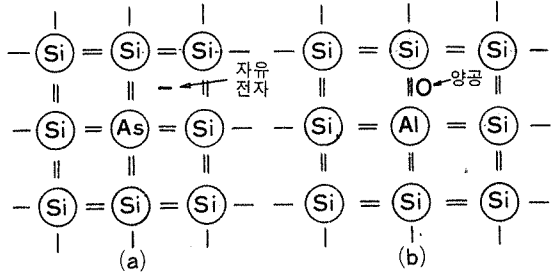 Si Si Si Si Si Si
자유
전자
양공
Si As Si Si Al Si
Si Si Si Si Si Si
(a) (b)